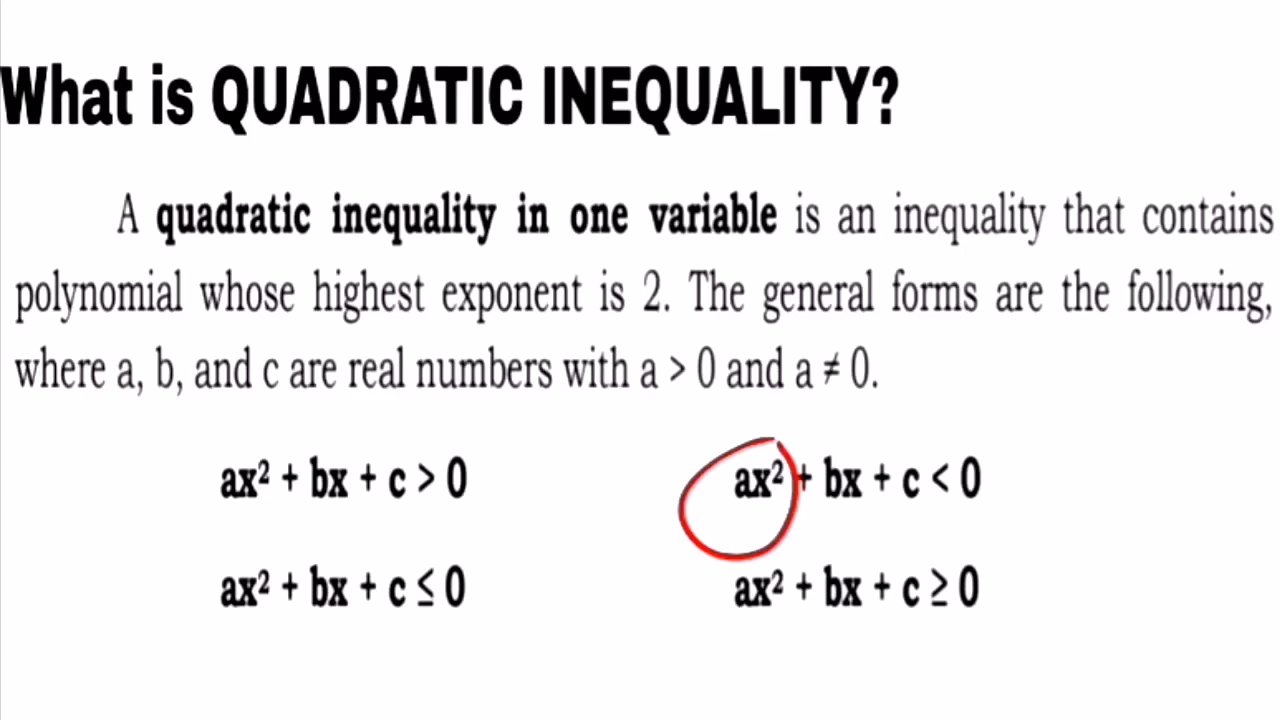 What is QUADRATIC INEQUALITY?
A quadratic inequality in one variable is an inequality that contains
polynomial whose highest exponent is 2. The general forms are the following,
where a, b, and c are real numbers with a > 0 and a ≠ 0.
ax² + bx + c > 0
ax² + bx + c < 0
ax² + bx + c ≤ 0
ax² + bx + c ≥ 0